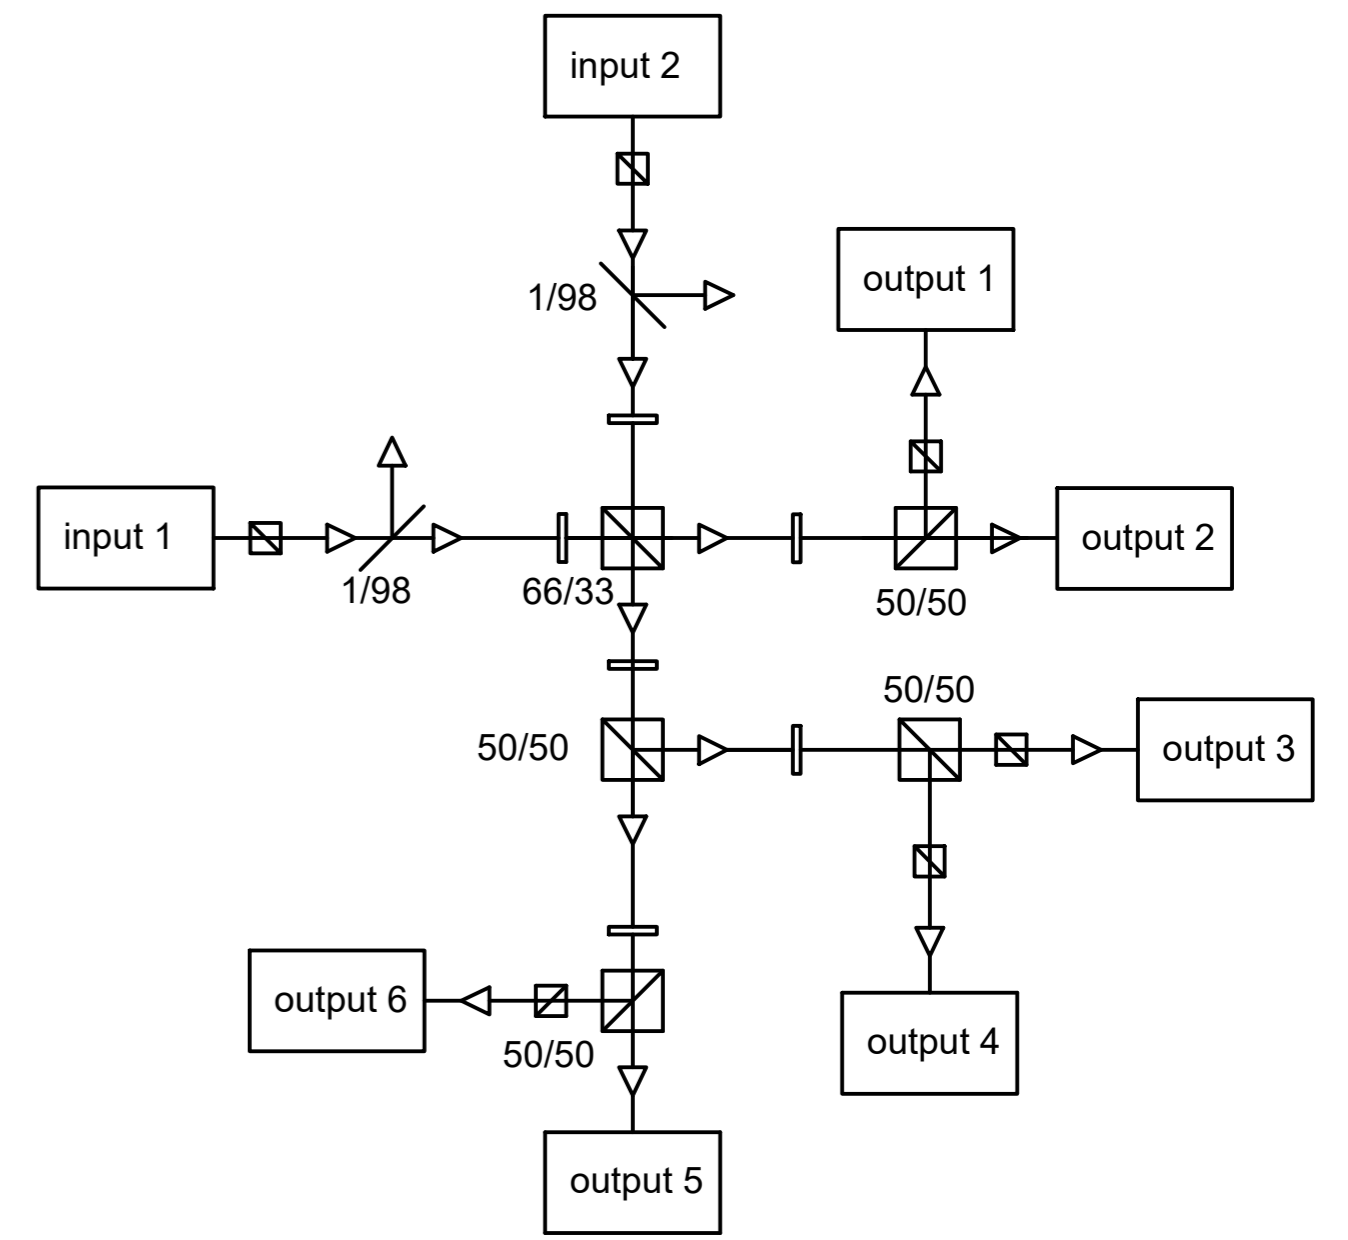 input 2
output 1
1/98
input 1
output 2
1/98
66/33
50/50
50/50
50/50
output 3
output 6
output 4
50/50
output 5